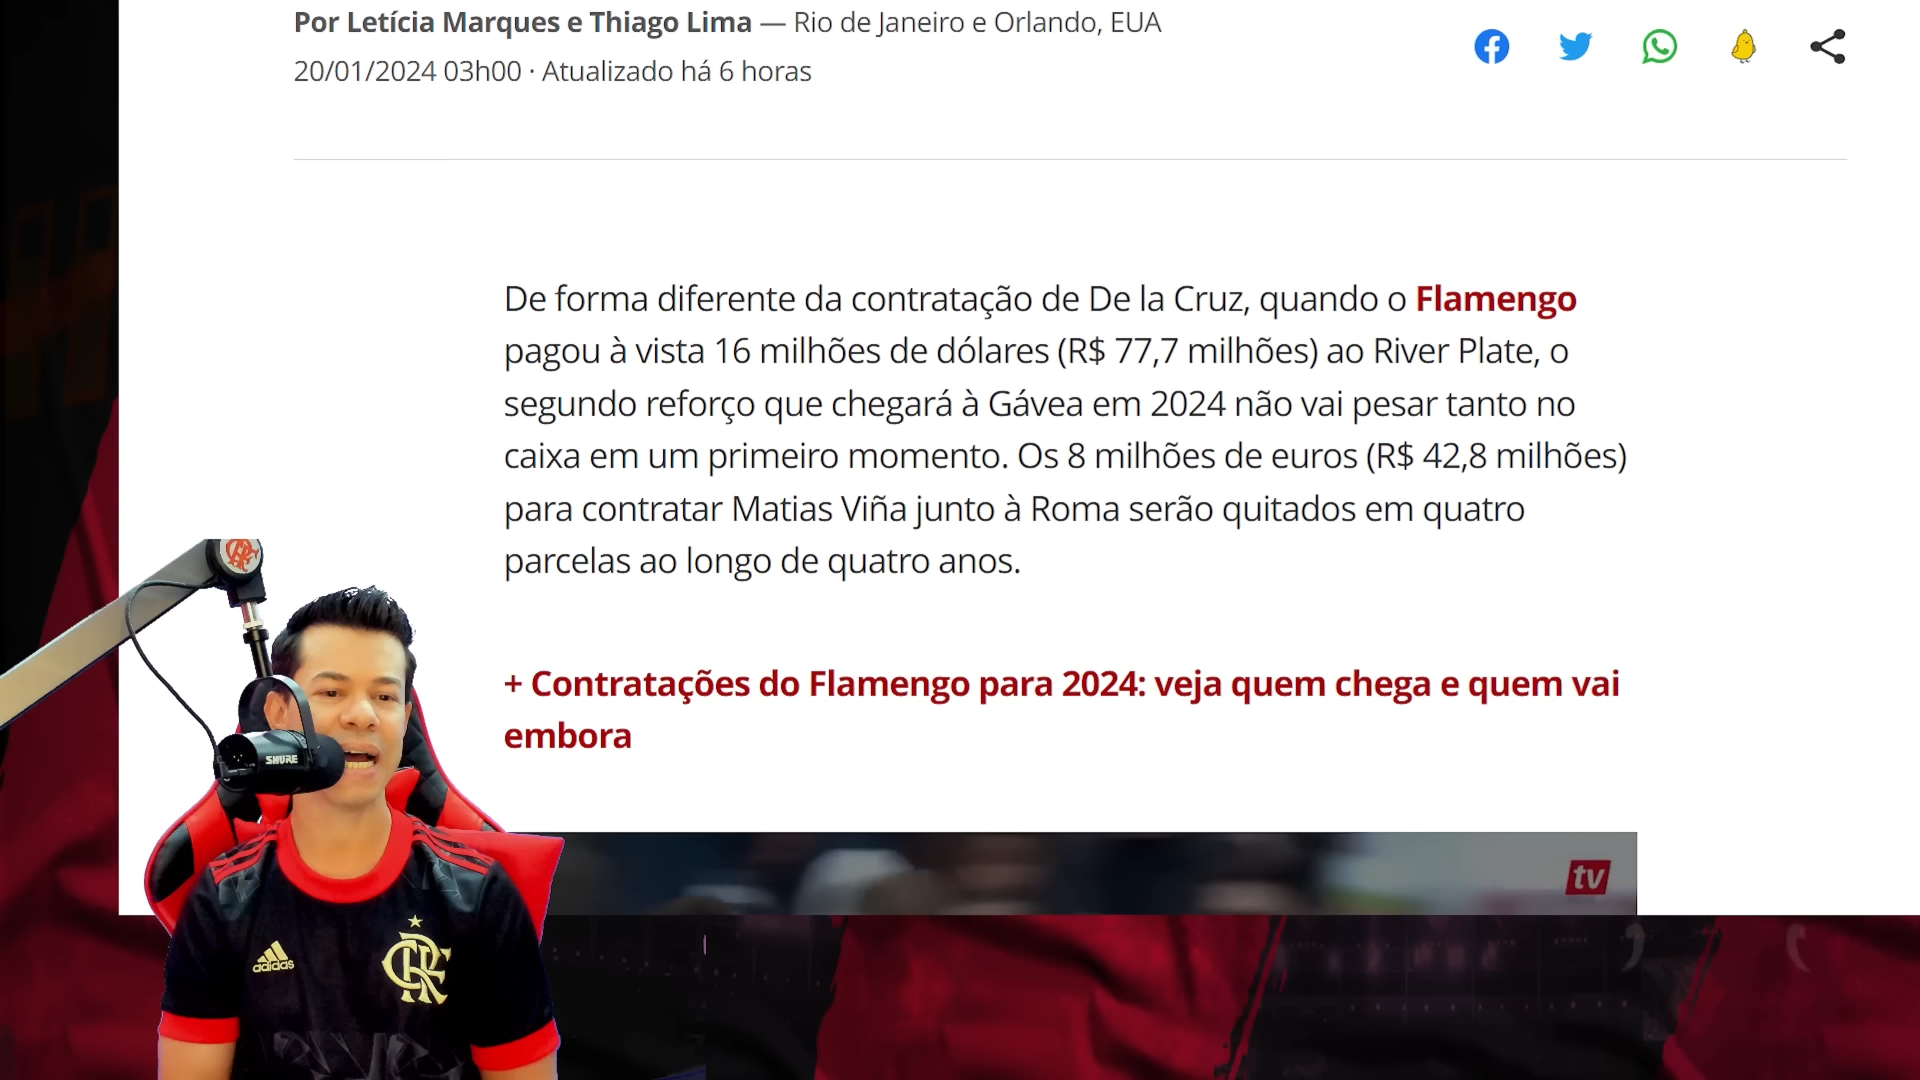 Por Letícia Marques e Thiago Lima — Rio de Janeiro e Orlando, EUA
20/01/2024 03h00 · Atualizado há 6 horas
De forma diferente da contratação de De la Cruz, quando o Flamengo
pagou à vista 16 milhões de dólares (R$ 77,7 milhões) ao River Plate, o
segundo reforço que chegará à Gávea em 2024 não vai pesar tanto no
caixa em um primeiro momento. Os 8 milhões de euros (R$ 42,8 milhões)
para contratar Matias Viña junto à Roma serão quitados em quatro
parcelas ao longo de quatro anos.
+ Contratações do Flamengo para 2024: veja quem chega e quem vai
embora
SHURE
tv
adidas
CRF